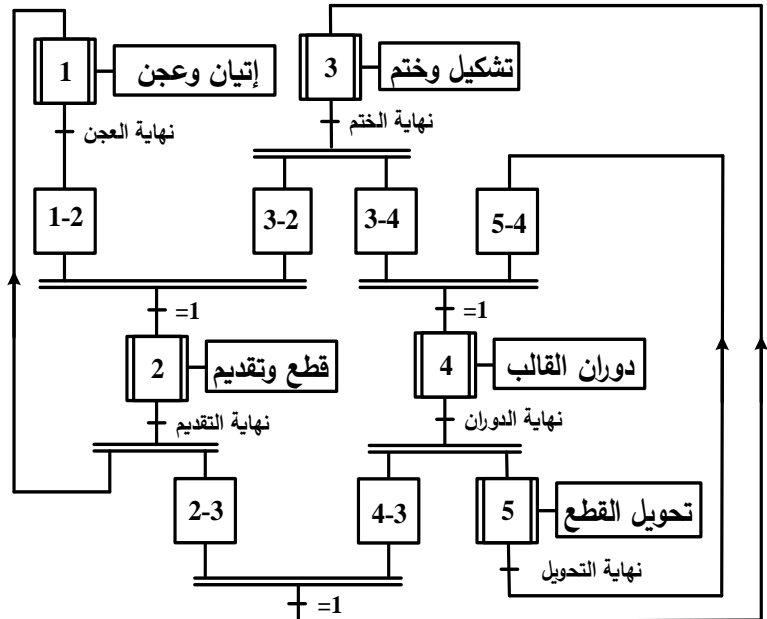 1
إتيان وعجن
3
تشكيل وختم
نهاية العجن
نهاية الختم
1-2
3-2
3-4
5-4
=1
=1
2
قطع وتقديم
4
دوران القالب
نهاية التقديم
نهاية الدوران
2-3
4-3
5
تحويل القطع
نهاية التحويل
=1